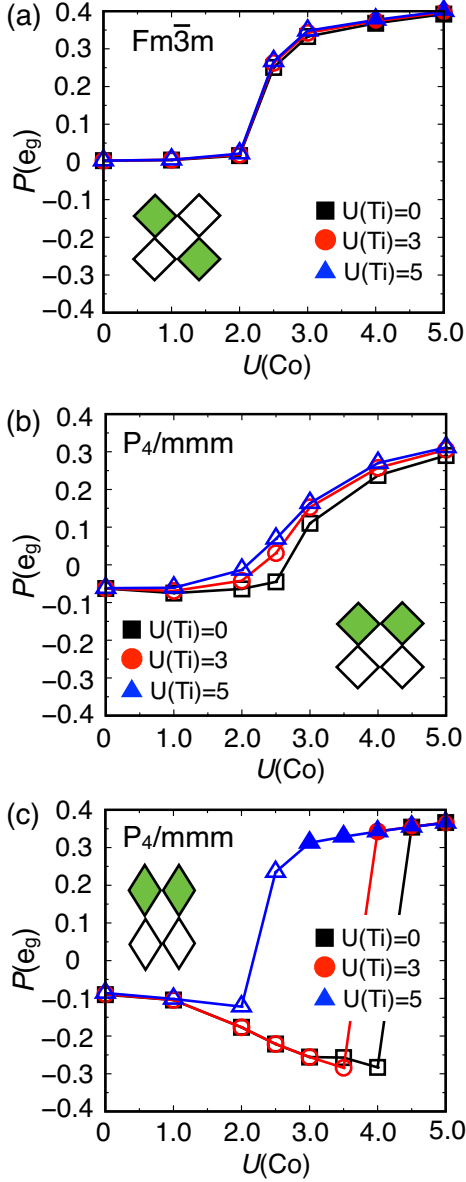 (a)
Fm3̅m
0.4
0.3
0.2
0.1
0
−0.1
−0.2
−0.3
−0.4
P(eg)
U(Ti)=0
U(Ti)=3
U(Ti)=5
0 1.0 2.0 3.0 4.0 5.0
U(Co)
(b)
P4/mmm
0.4
0.3
0.2
0.1
0
−0.1
−0.2
−0.3
−0.4
P(eg)
U(Ti)=0
U(Ti)=3
U(Ti)=5
0 1.0 2.0 3.0 4.0 5.0
U(Co)
(c)
P4/mmm
0.4
0.3
0.2
0.1
0
−0.1
−0.2
−0.3
−0.4
P(eg)
U(Ti)=0
U(Ti)=3
U(Ti)=5
0 1.0 2.0 3.0 4.0 5.0
U(Co)